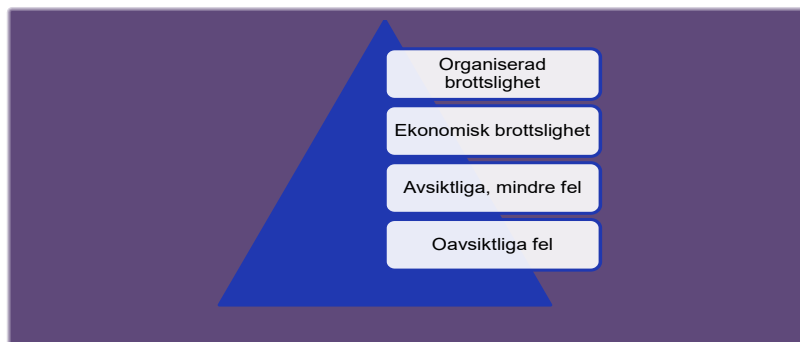 Organiserad
brottslighet
Ekonomisk brottslighet
Avsiktliga, mindre fel
Oavsiktliga fel